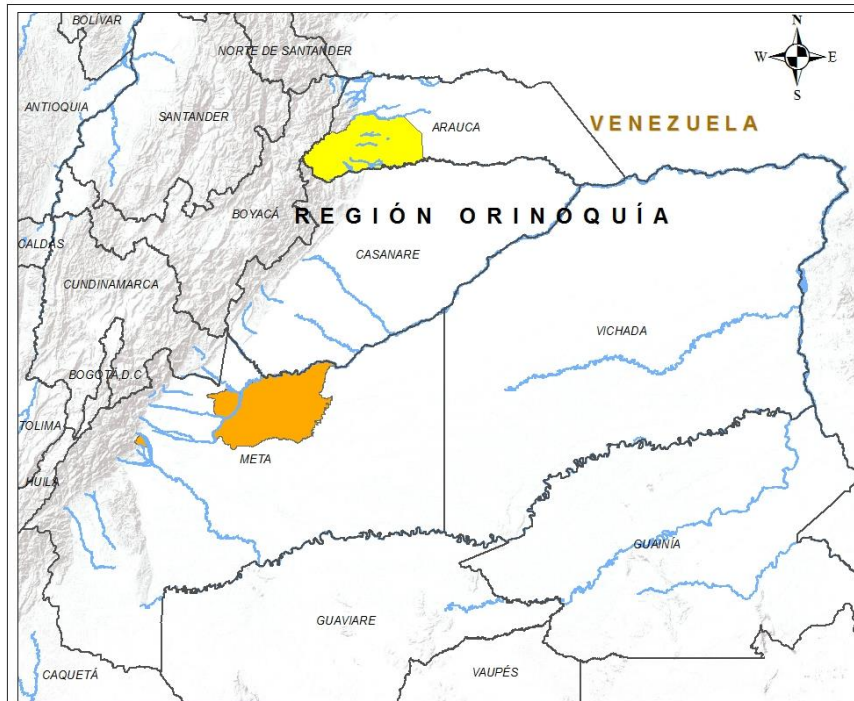 BOLÍVAR
N
NORTE DE SANTANDER
W
E
S
ANTIOQUIA
SANTANDER
ARAUCA
VENEZUELA
BOYACÁ
REGIÓN ORINOQUÍA
CALDAS
CASANARE
CUNDINAMARCA
VICHADA
BOGOTÁ,D.C
TOLIMA
META
HUILA
GUAINÍA
GUAVIARE
CAQUETÁ
VAUPÉS